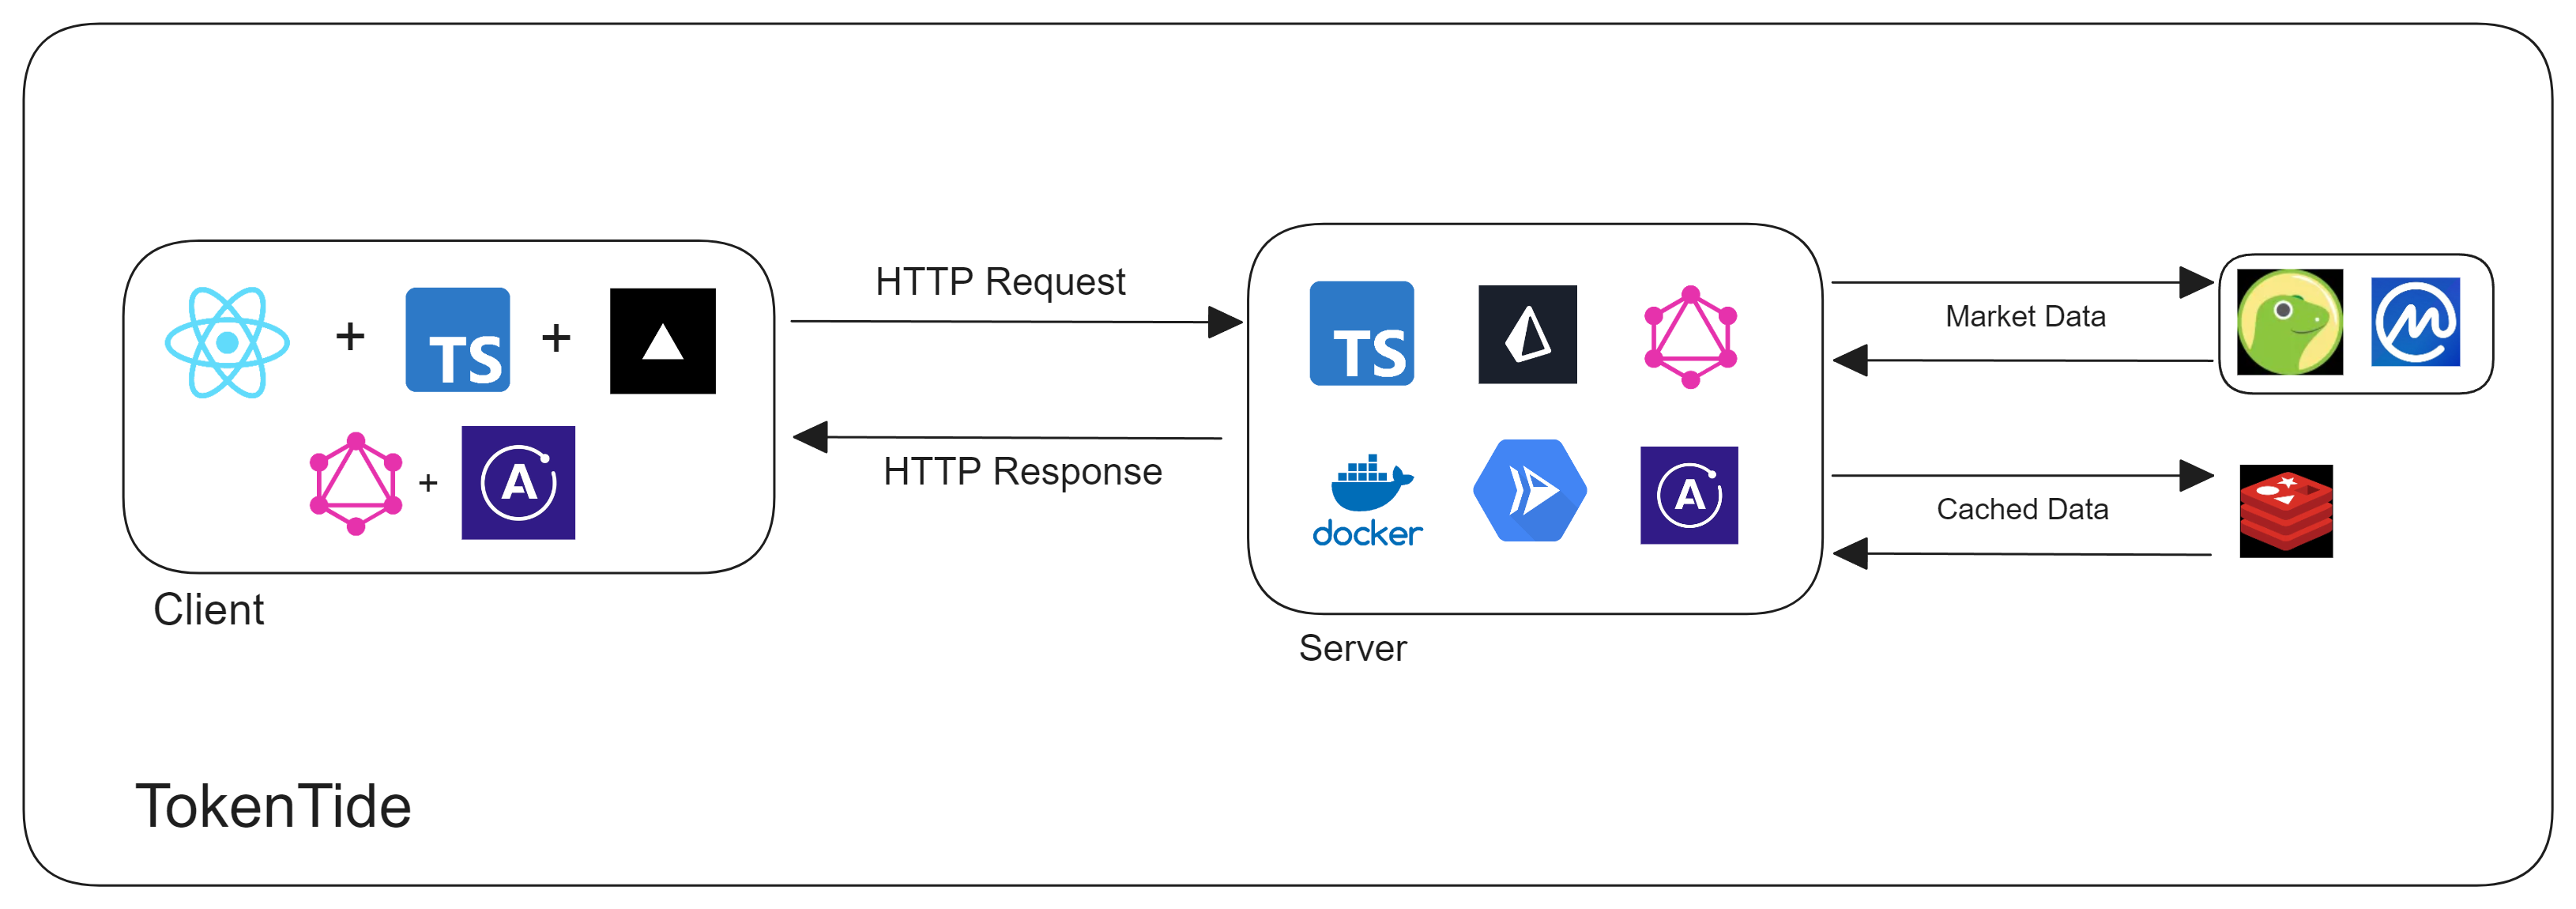 HTTP Request
Market Data
+
TS
+
TS
HTTP Response
Cached Data
+
A
docker
A
Client
Server
TokenTide